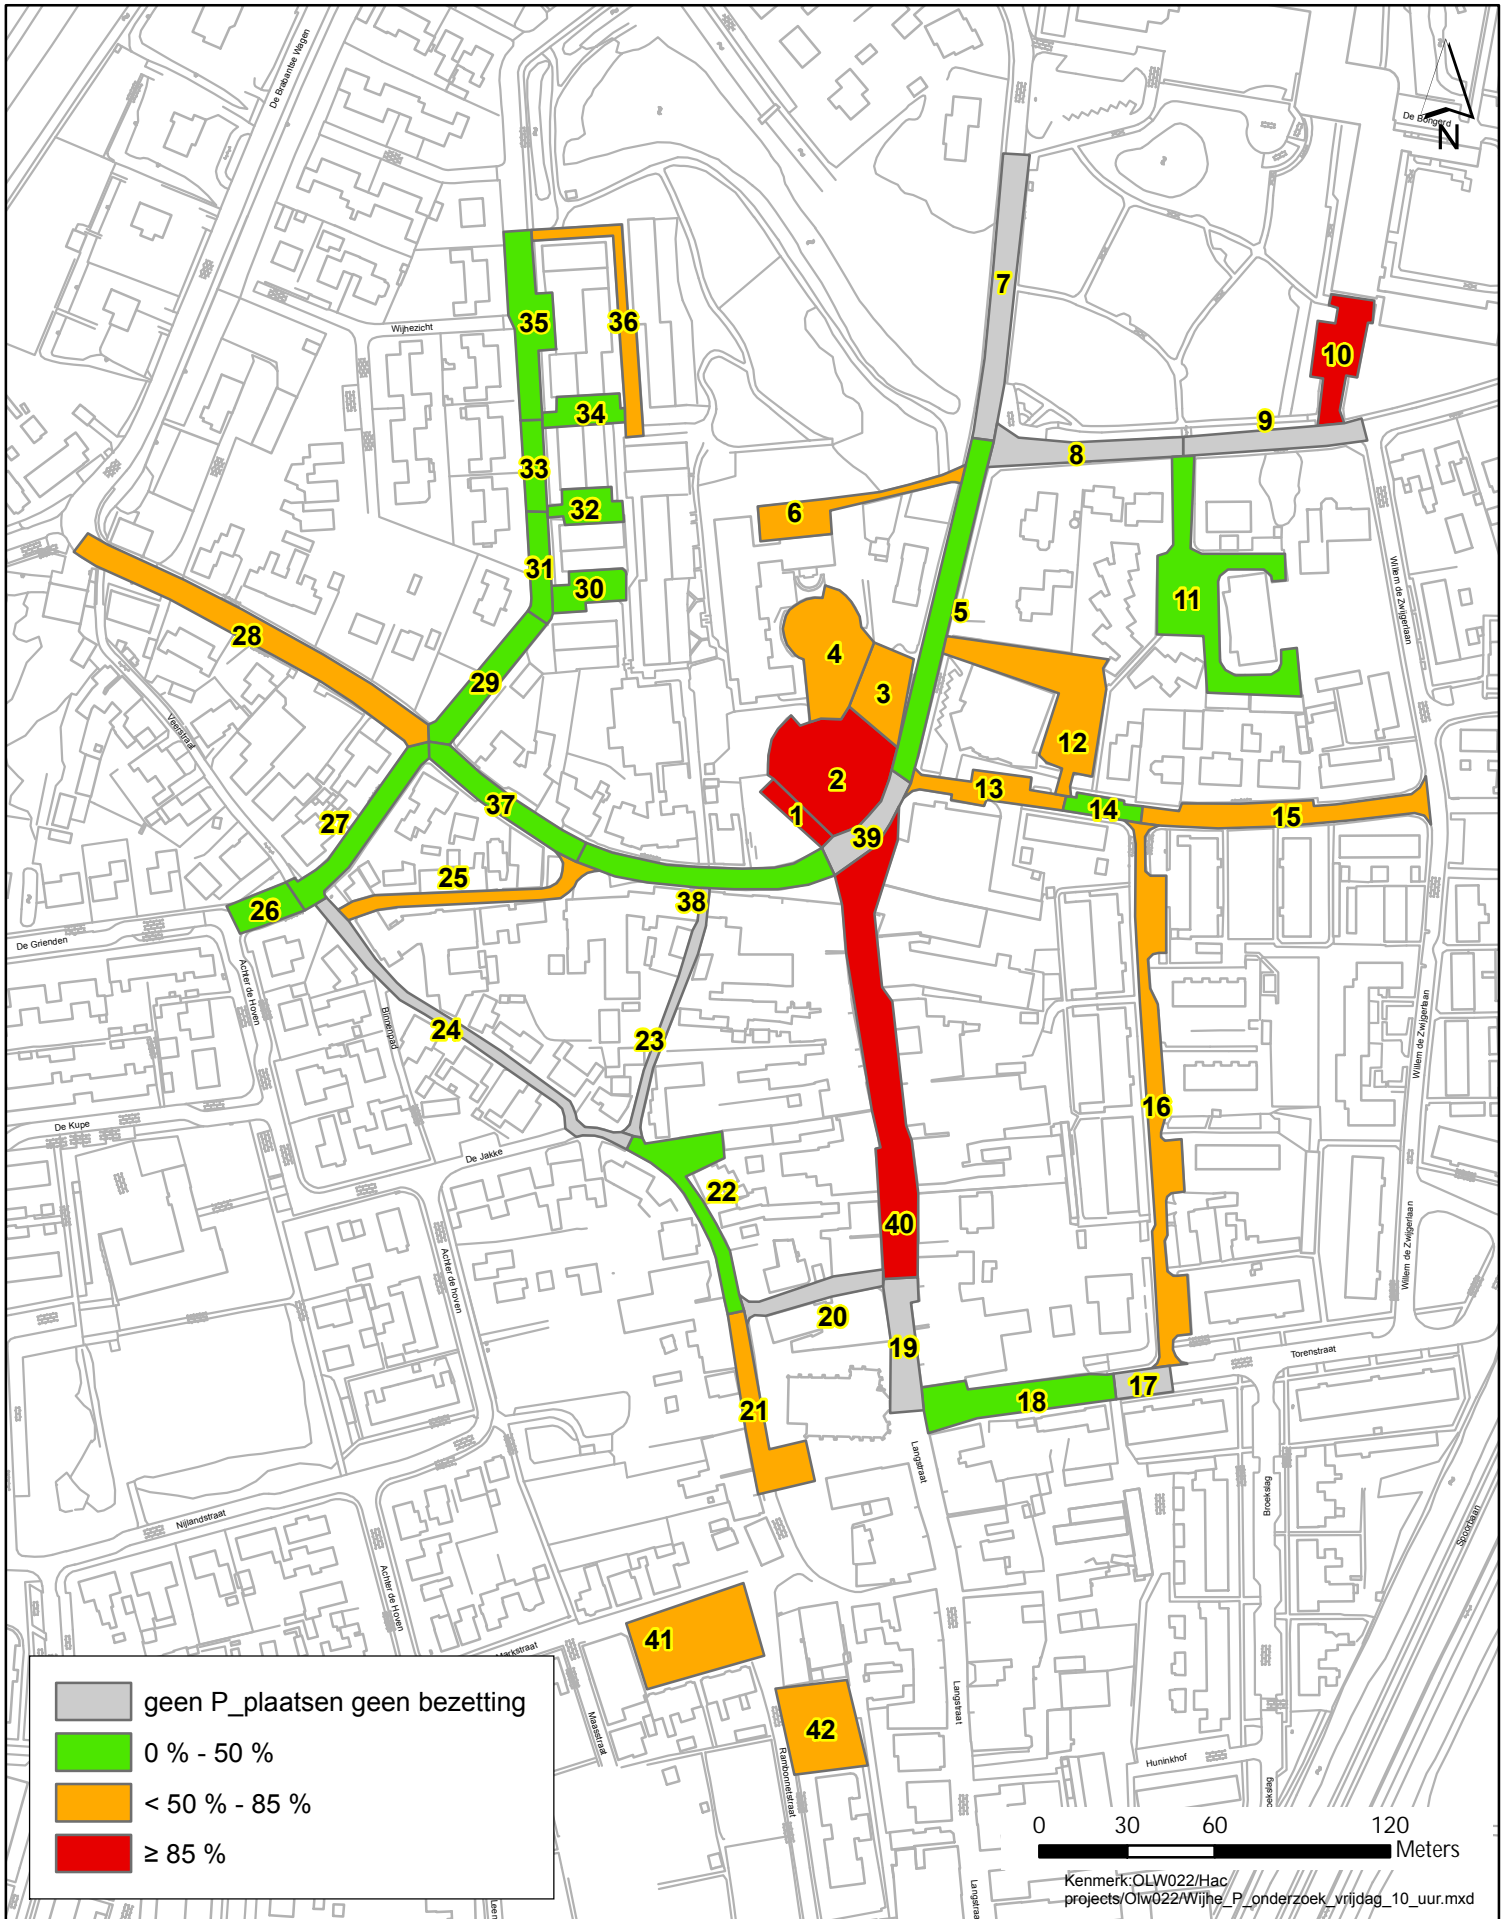 De Brabantse Wagen
De Bongerd
N
7
35
36
Wijhezicht
10
34
9
8
33
6
32
31
30
11
5
Willem de Zwijgerlaan
28
4
29
3
Veerstraat
12
2
13
37
1
14
15
27
39
25
38
26
De Grienden
Achter de Hoven
Binnenpad
24
23
Willem de Zwijgerlaan
16
De Kupe
De Jakke
22
40
Achter de hoven
Willem de Zwijgerlaan
20
19
Torenstraat
17
18
21
Langstraat
Broekslag
Nijlandstraat
Spoorbaan
Achter de Hoven
41
Markstraat
Maasstraat
Langstraat
42
Rambonnetstraat
Huninkhof
geen P_plaatsen geen bezetting
0 % - 50 %
< 50 % - 85 %
≥ 85 %
0 30 60 120
Meters
Kenmerk:OLW022/Hac
projects/Olw022/Wijhe_P_onderzoek_vrijdag_10_uur.mxd